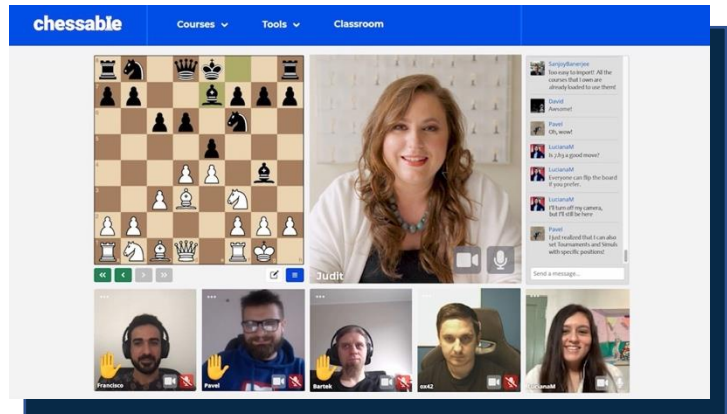 chessable
Courses
Tools
Classroom
SanjoyBanerjee
too easy to import! All the
courses that I own are
already loaded to use them!
David
Awesome!
Pavel
Oh, wow!
LucianaM
Is 7.h3 a good move?
LucianaM
Everyone can flip the board
if you prefer.
LucianaM
I'll turn off my camera,
but I'll still be here
Pavel
I just realized that I can also
set Tournaments and Simuls
with specific positions!
Send a message...
Judit
Francisco
Pavel
Bartek
ox42
LucianaM